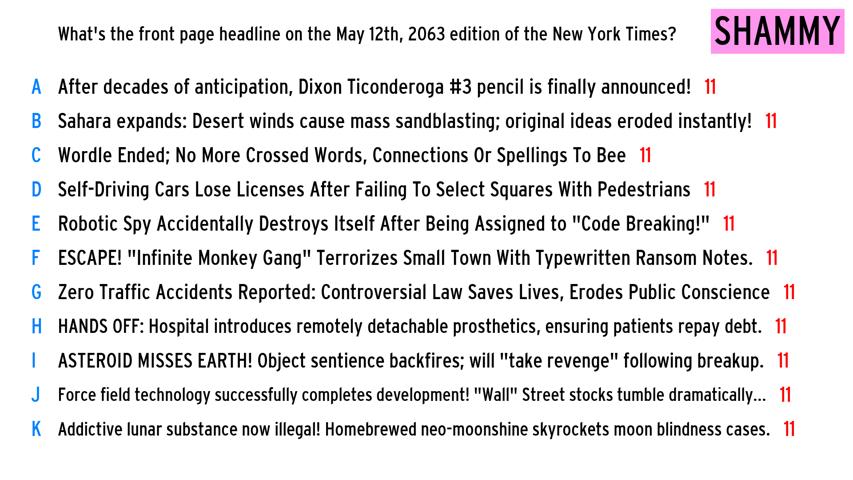 What's the front page headline on the May 12th, 2063 edition of the New York Times? SHAMMY
A After decades of anticipation, Dixon Ticonderoga #3 pencil is finally announced! 11
B Sahara expands: Desert winds cause mass sandblasting; original ideas eroded instantly! 11
C Wordle Ended; No More Crossed Words, Connections Or Spellings To Bee 11
D Self-Driving Cars Lose Licenses After Failing To Select Squares With Pedestrians 11
E Robotic Spy Accidentally Destroys Itself After Being Assigned to "Code Breaking!" 11
F ESCAPE! "Infinite Monkey Gang" Terrorizes Small Town With Typewritten Ransom Notes. 11
G Zero Traffic Accidents Reported: Controversial Law Saves Lives, Erodes Public Conscience 11
H HANDS OFF: Hospital introduces remotely detachable prosthetics, ensuring patients repay debt. 11
I ASTEROID MISSES EARTH! Object sentience backfires; will "take revenge" following breakup. 11
J Force field technology successfully completes development! "Wall" Street stocks tumble dramatically... 11
K Addictive lunar substance now illegal! Homebrewed neo-moonshine skyrockets moon blindness cases. 11